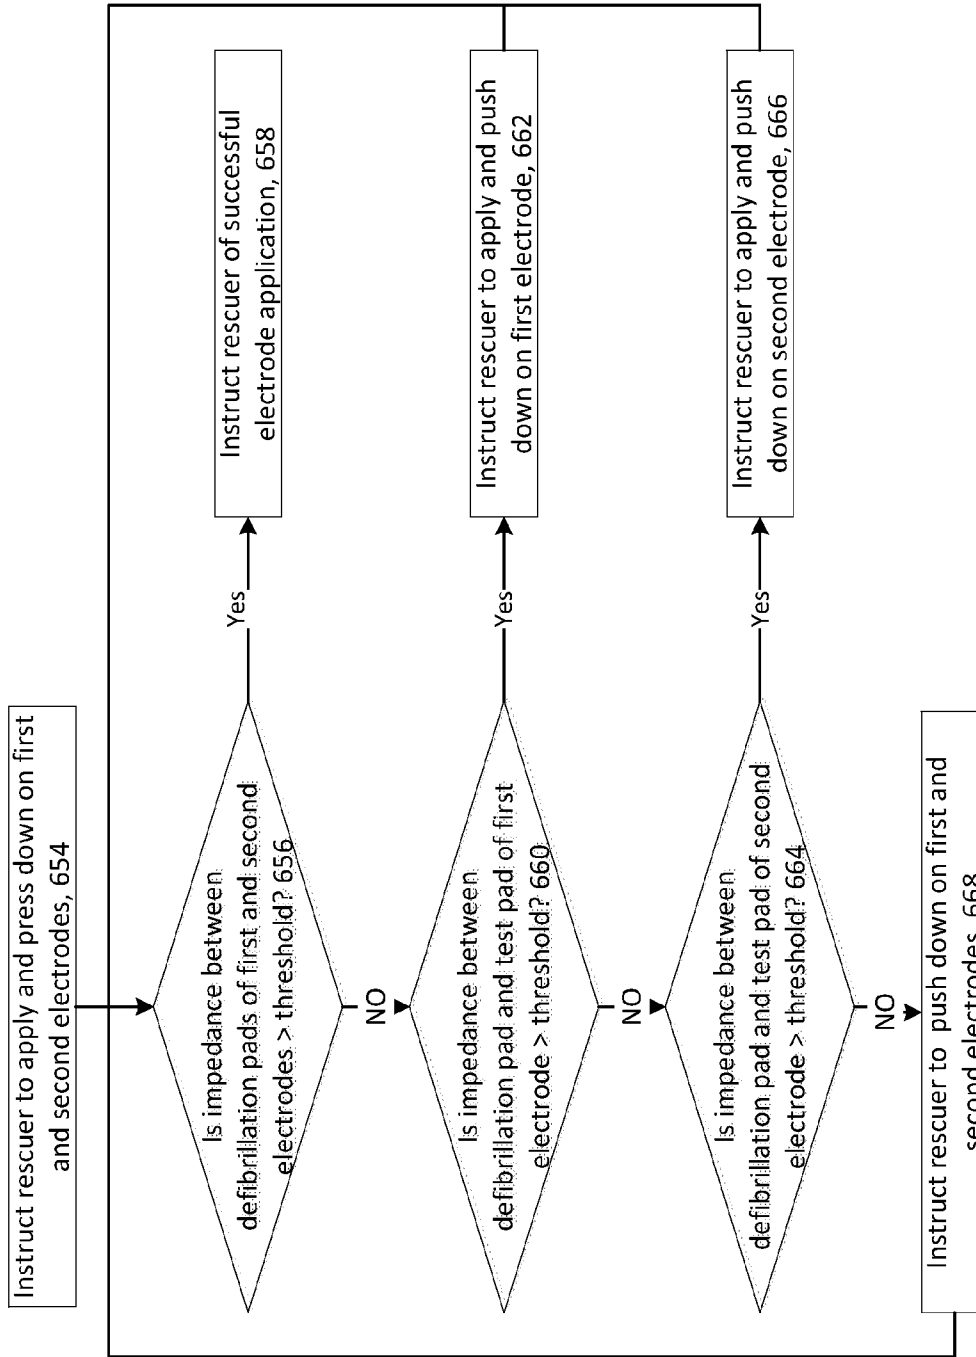 Instruct rescuer to apply and press down on first
and second electrodes, 654
Is impedance between
defibrillation pads of first and second
electrodes > threshold? 656
Yes
Instruct rescuer of successful
electrode application, 658
NO
Is impedance between
defibrillation pad and test pad of first
electrode > threshold? 660
Yes
Instruct rescuer to apply and push
down on first electrode, 662
NO
Is impedance between
defibrillation pad and test pad of second
electrode > threshold? 664
Yes
Instruct rescuer to apply and push
down on second electrode, 666
NO
Instruct rescuer to push down on first and
second electrodes, 668